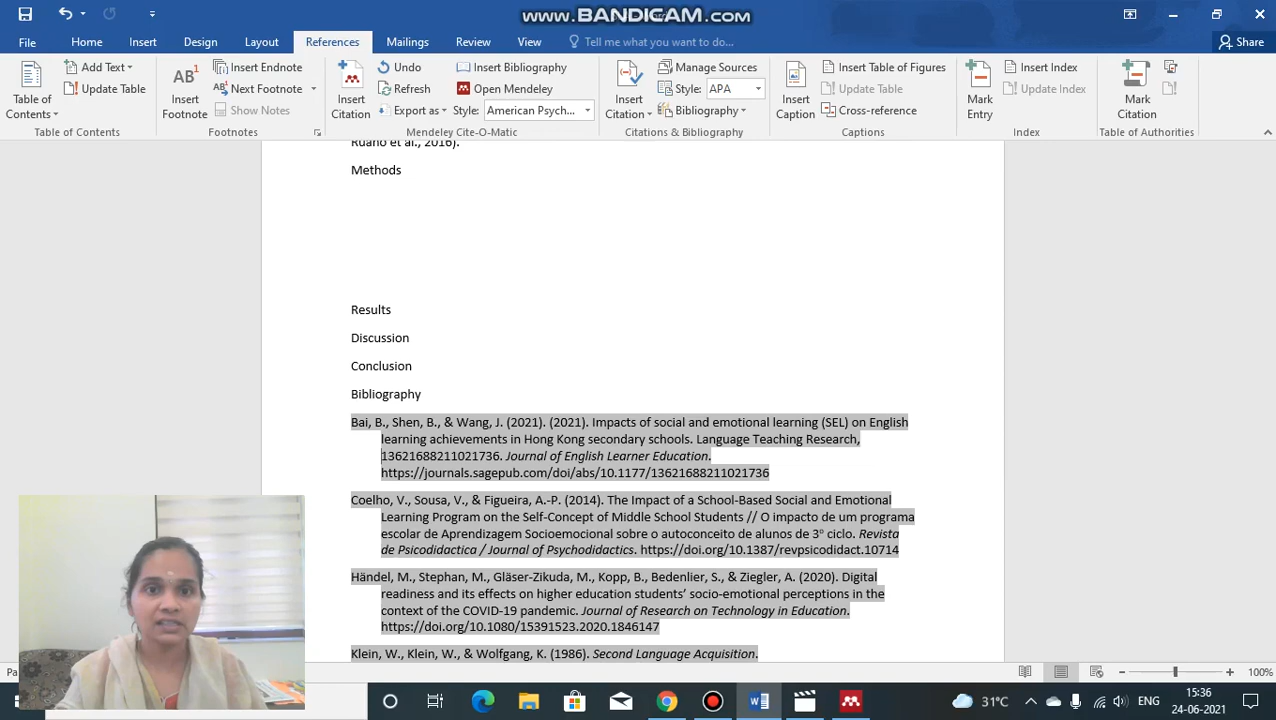 www.BANDICAM.com
File Home Insert Design Layout References Mailings Review View Tell me what you want to do... Share
Table of Contents
Add Text
Update Table
Table of Contents
AB1
Insert Footnote
Insert Endnote
Next Footnote
Show Notes
Footnotes
Insert Citation
Undo
Refresh
Export as
Insert Bibliography
Open Mendeley
Style: American Psych...
Mendeley Cite-O-Matic
Insert Citation
Manage Sources
Style: APA
Bibliography
Citations & Bibliography
Insert Caption
Insert Table of Figures
Update Table
Cross-reference
Captions
Mark Entry
Insert Index
Update Index
Index
Mark Citation
Table of Authorities
Ruano et al., 2016).
Methods
Results
Discussion
Conclusion
Bibliography
Bai, B., Shen, B., & Wang, J. (2021). (2021). Impacts of social and emotional learning (SEL) on English
learning achievements in Hong Kong secondary schools. Language Teaching Research,
13621688211021736. Journal of English Learner Education.
https://journals.sagepub.com/doi/abs/10.1177/13621688211021736
Coelho, V., Sousa, V., & Figueira, A.-P. (2014). The Impact of a School-Based Social and Emotional
Learning Program on the Self-Concept of Middle School Students // O impacto de um programa
escolar de Aprendizagem Socioemocional sobre o autoconceito de alunos de 3º ciclo. Revista
de Psicodidactica / Journal of Psychodidactics. https://doi.org/10.1387/revpsicodidact.10714
Händel, M., Stephan, M., Gläser-Zikuda, M., Kopp, B., Bedenlier, S., & Ziegler, A. (2020). Digital
readiness and its effects on higher education students’ socio-emotional perceptions in the
context of the COVID-19 pandemic. Journal of Research on Technology in Education.
https://doi.org/10.1080/15391523.2020.1846147
Klein, W., Klein, W., & Wolfgang, K. (1986). Second Language Acquisition.
100%
31°C
ENG
15:36
24-06-2021